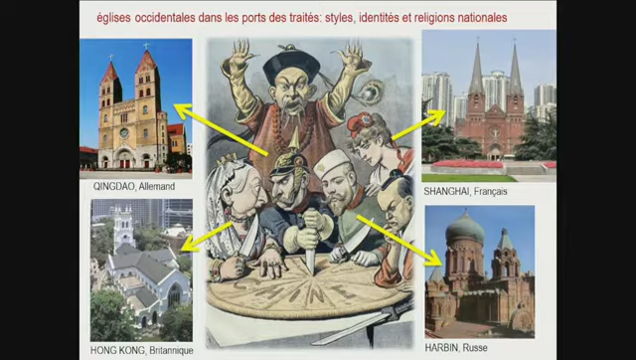 églises occidentales dans les ports des traités: styles, identités et religions nationales
QINGDAO, Allemand
SHANGHAI, Français
CHINE
HONG KONG, Britannique
HARBIN, Russe